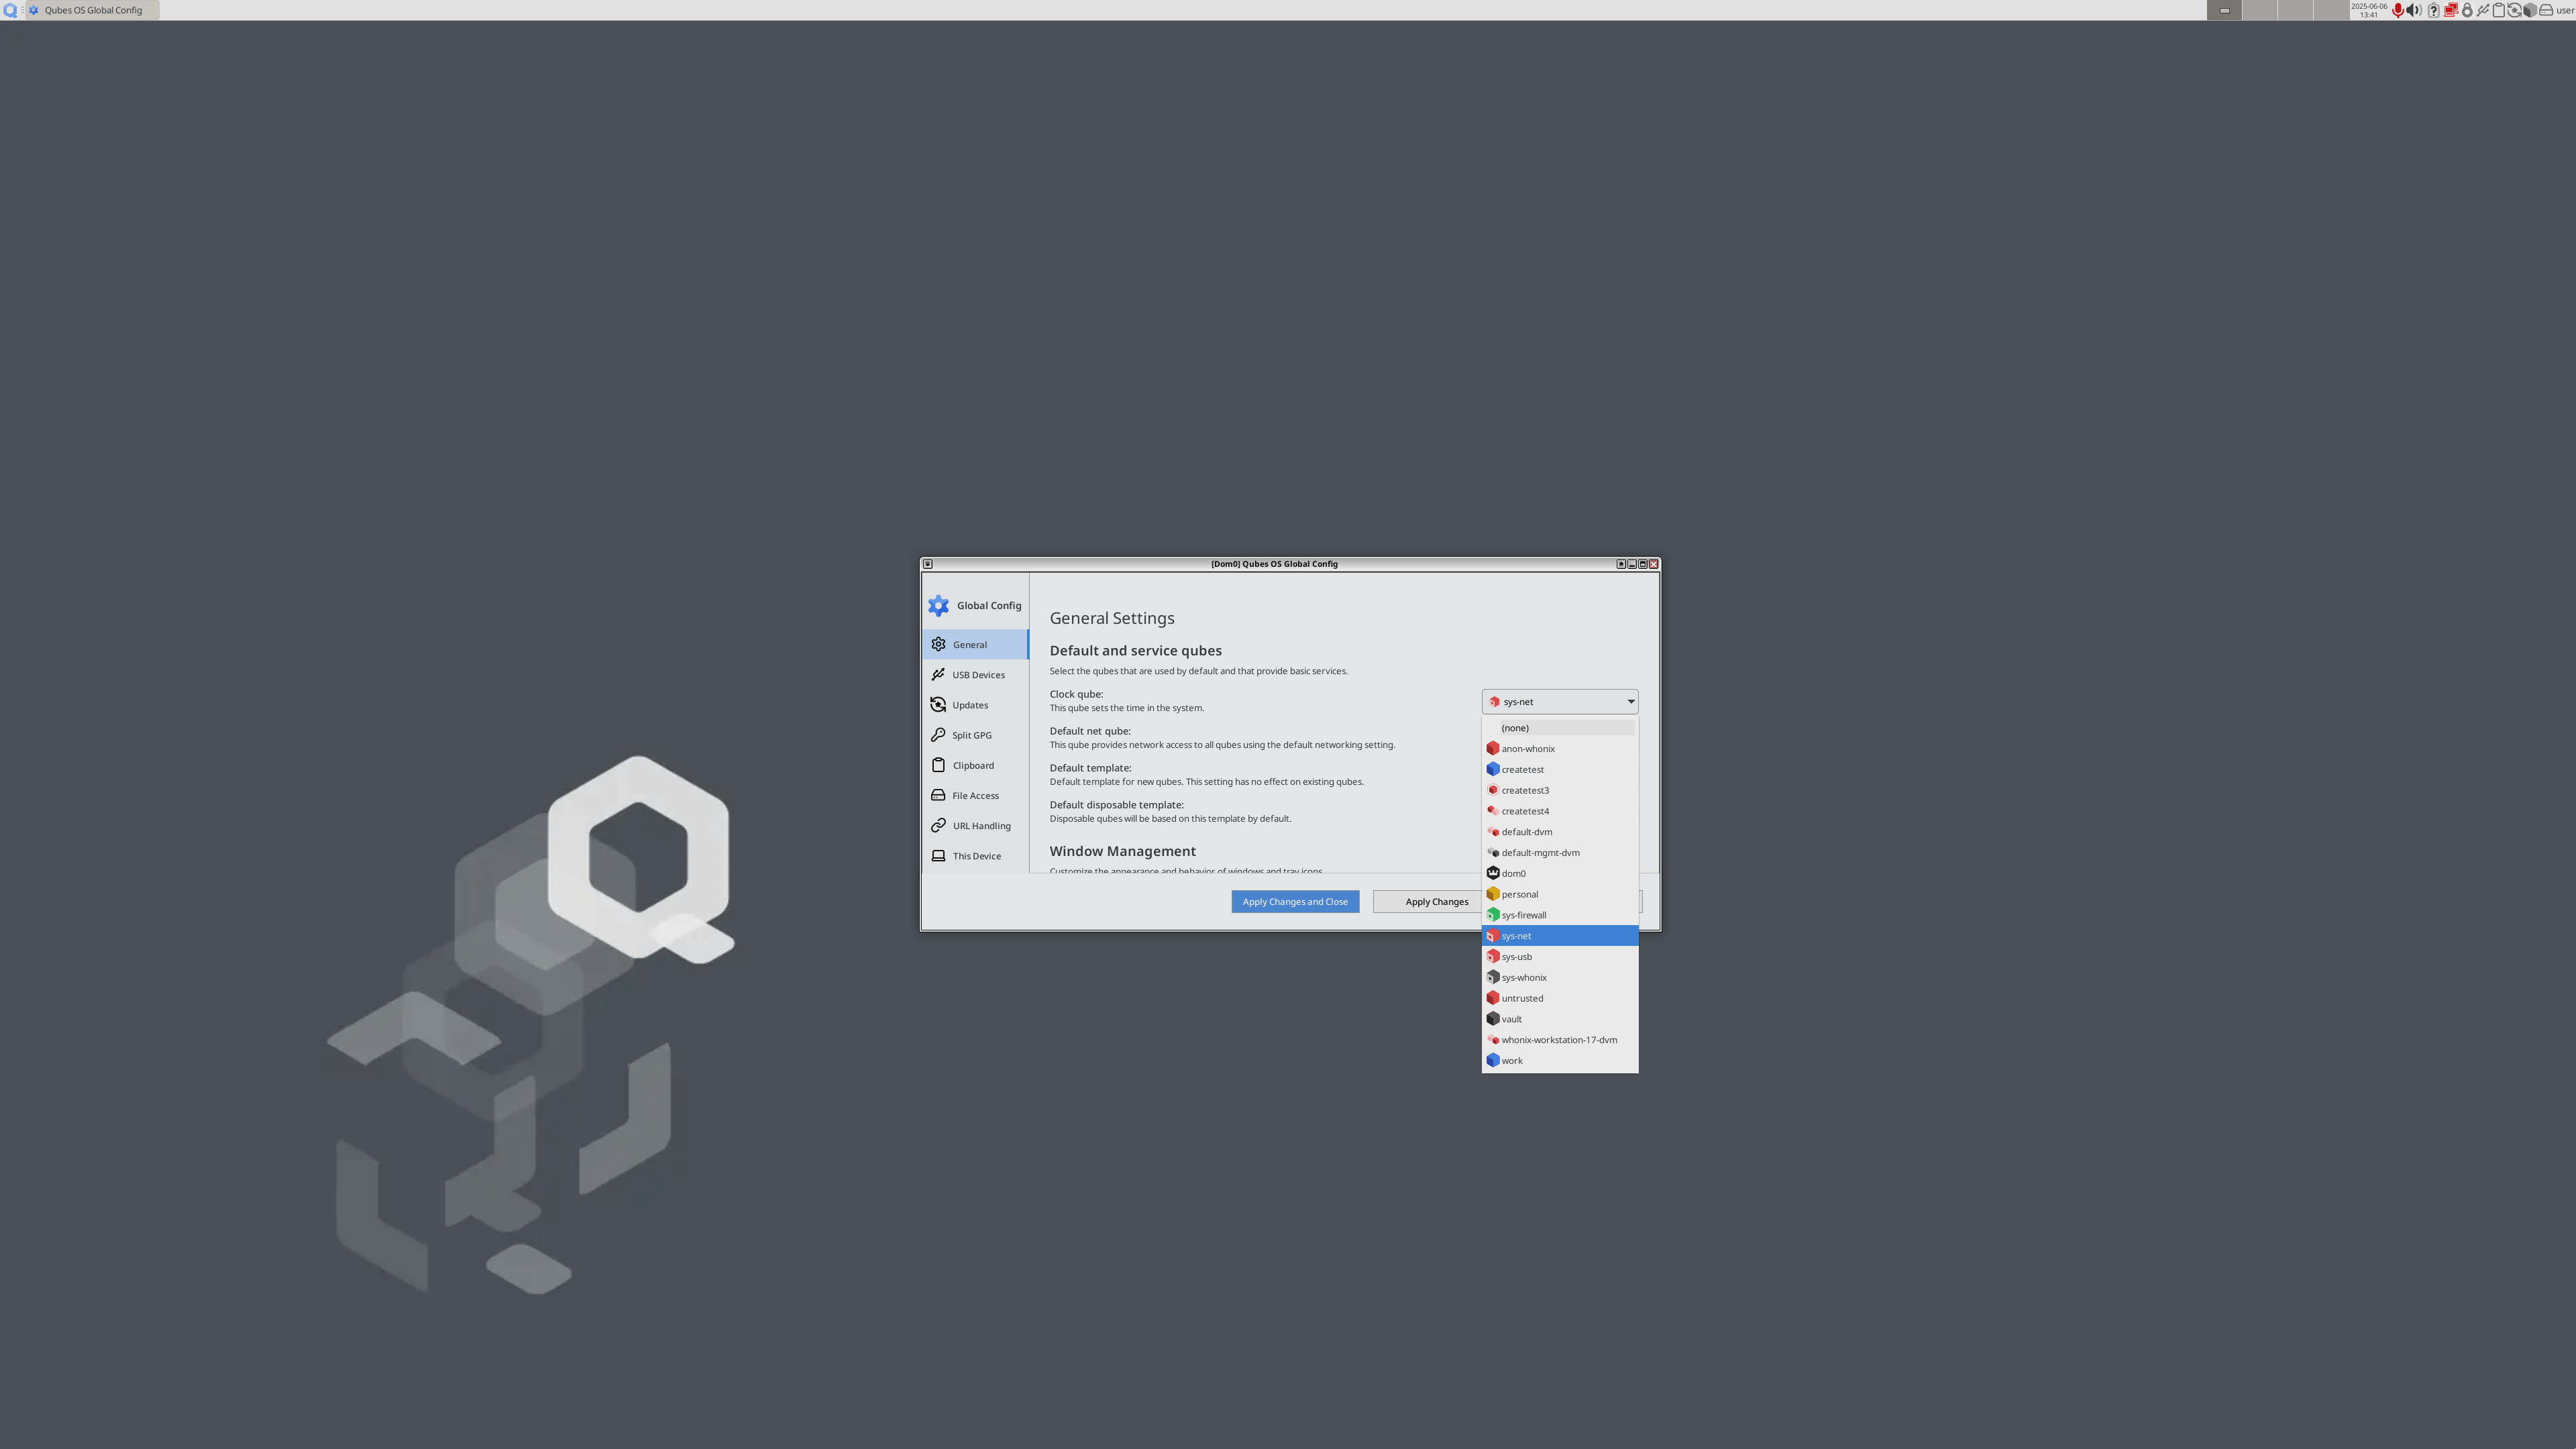 Qubes OS Global Config
2025-06-06
13:41
user
[Dom0] Qubes OS Global Config
Global Config
General
USB Devices
Updates
Split GPG
Clipboard
File Access
URL Handling
This Device
General Settings
Default and service qubes
Select the qubes that are used by default and that provide basic services.
Clock qube:
This qube sets the time in the system.
Default net qube:
This qube provides network access to all qubes using the default networking setting.
Default template:
Default template for new qubes. This setting has no effect on existing qubes.
Default disposable template:
Disposable qubes will be based on this template by default.
Window Management
Customize the appearance and behavior of windows and tray icons.
Apply Changes and Close
Apply Changes
sys-net
(none)
anon-whonix
createtest
createtest3
createtest4
default-dvm
default-mgmt-dvm
dom0
personal
sys-firewall
sys-net
sys-usb
sys-whonix
untrusted
vault
whonix-workstation-17-dvm
work